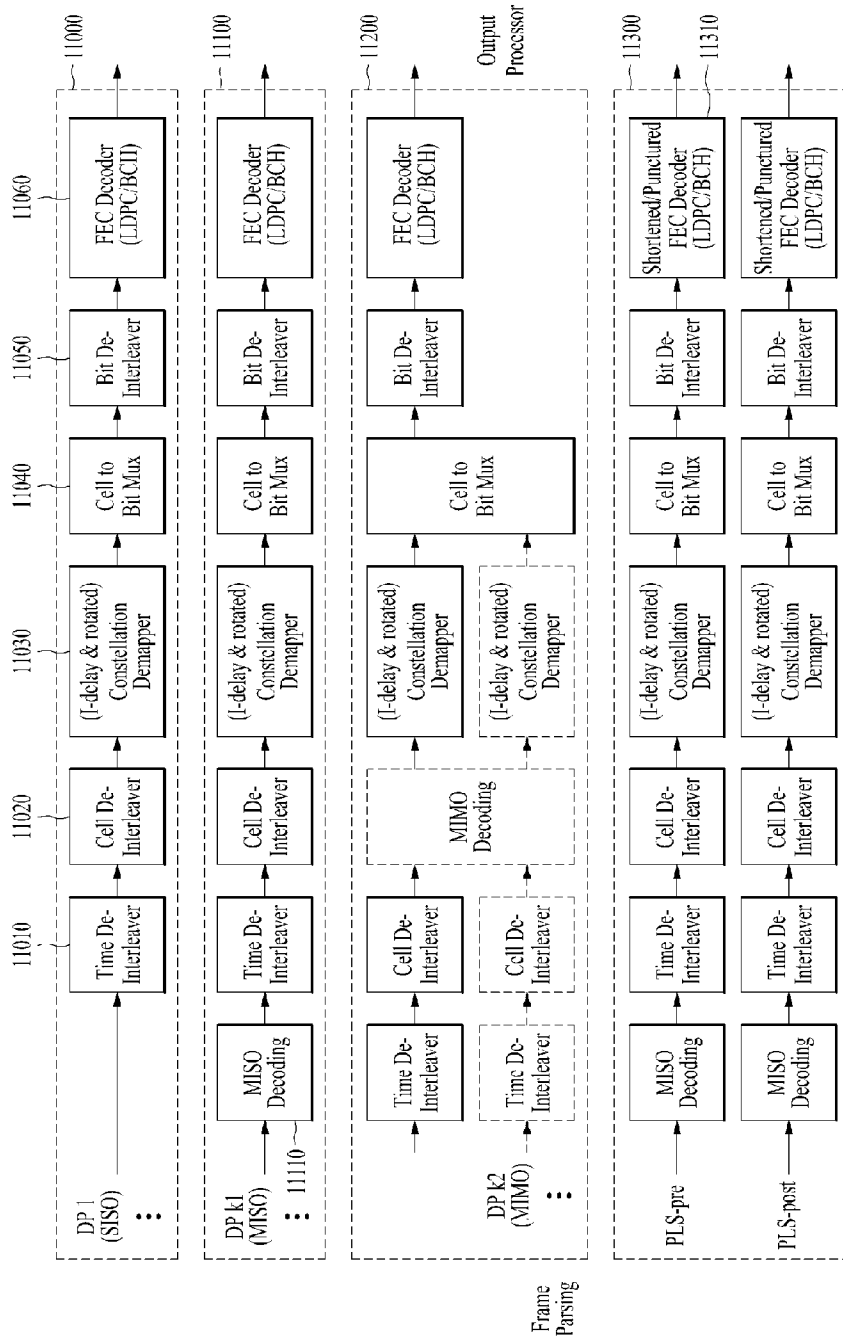 Frame Parsing
Output Processor
11000
DP 1
(SISO)
11010
Time De-
Interleaver
11020
Cell De-
Interleaver
11030
(I-delay & rotated)
Constellation
Demapper
11040
Cell to
Bit Mux
11050
Bit De-
Interleaver
11060
FEC Decoder
(LDPC/BCH)
11100
DP k1
(MISO)
11110
MISO
Decoding
Time De-
Interleaver
Cell De-
Interleaver
(I-delay & rotated)
Constellation
Demapper
Cell to
Bit Mux
Bit De-
Interleaver
FEC Decoder
(LDPC/BCH)
11200
Time De-
Interleaver
Cell De-
Interleaver
MIMO
Decoding
(I-delay & rotated)
Constellation
Demapper
Cell to
Bit Mux
Bit De-
Interleaver
FEC Decoder
(LDPC/BCH)
DP k2
(MIMO)
Time De-
Interleaver
Cell De-
Interleaver
(I-delay & rotated)
Constellation
Demapper
11300
PLS-pre
MISO
Decoding
Time De-
Interleaver
Cell De-
Interleaver
(I-delay & rotated)
Constellation
Demapper
Cell to
Bit Mux
Bit De-
Interleaver
Shortened/Punctured
FEC Decoder
(LDPC/BCH)
11310
PLS-post
MISO
Decoding
Time De-
Interleaver
Cell De-
Interleaver
(I-delay & rotated)
Constellation
Demapper
Cell to
Bit Mux
Bit De-
Interleaver
Shortened/Punctured
FEC Decoder
(LDPC/BCH)